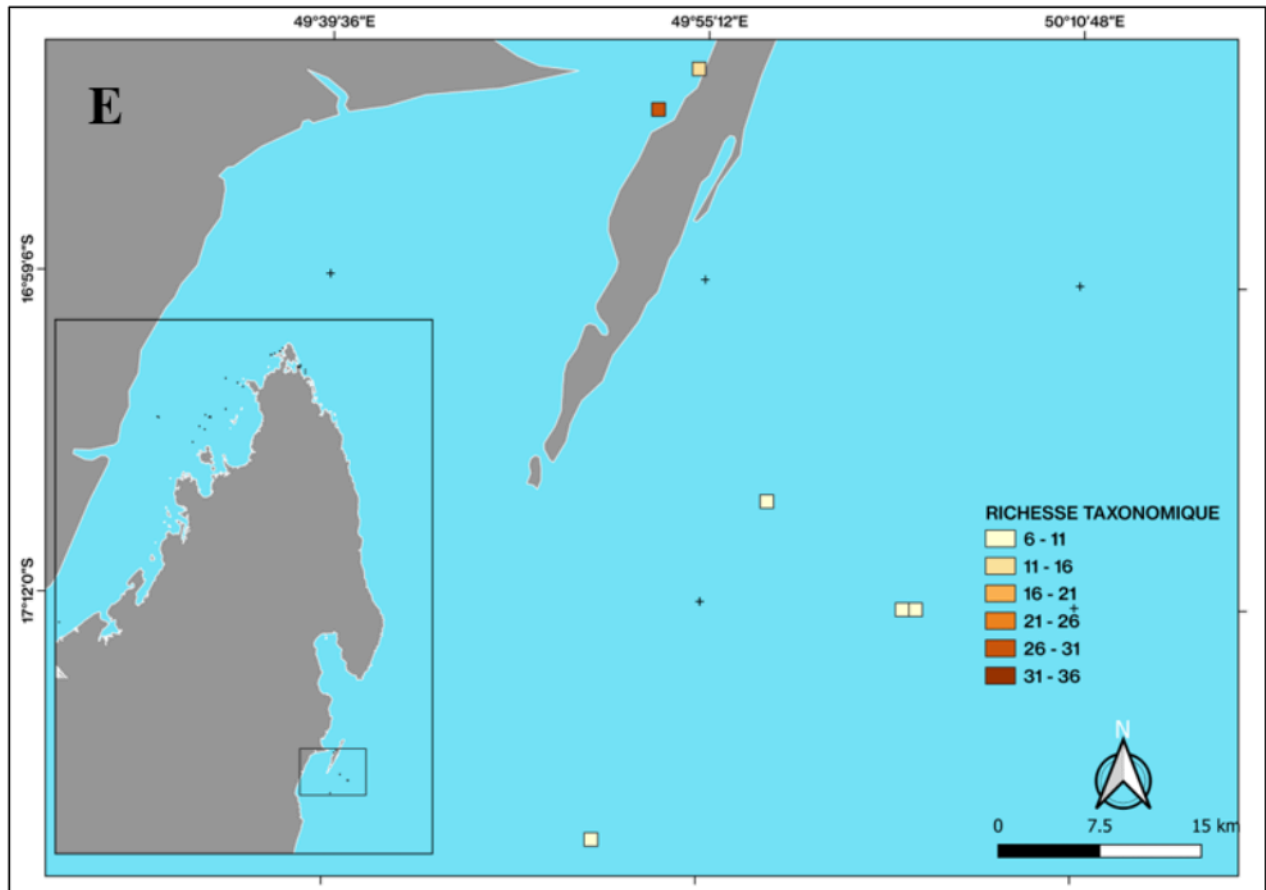 49°39'36"E 49°55'12"E 50°10'48"E
E
16°59'6"S
17°12'0"S
RICHESSE TAXONOMIQUE
6 - 11
11 - 16
16 - 21
21 - 26
26 - 31
31 - 36
N
0 7.5 15 km